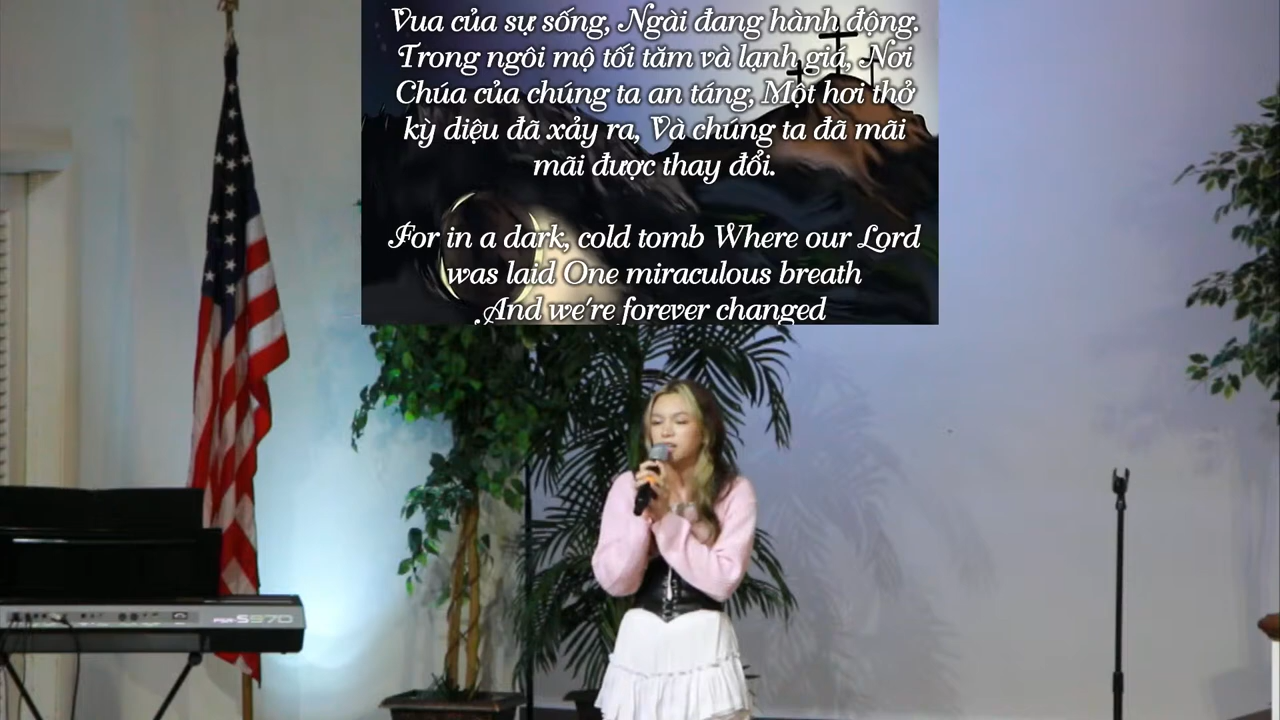 Vua của sự sống, Ngài đang hành động.
Trong ngôi mộ tối tăm và lạnh giá, Nơi
Chúa của chúng ta an táng, Một hơi thở
kỳ diệu đã xảy ra, Và chúng ta đã mãi
mãi được thay đổi.
For in a dark, cold tomb Where our Lord
was laid One miraculous breath
And we're forever changed
PSR-S970